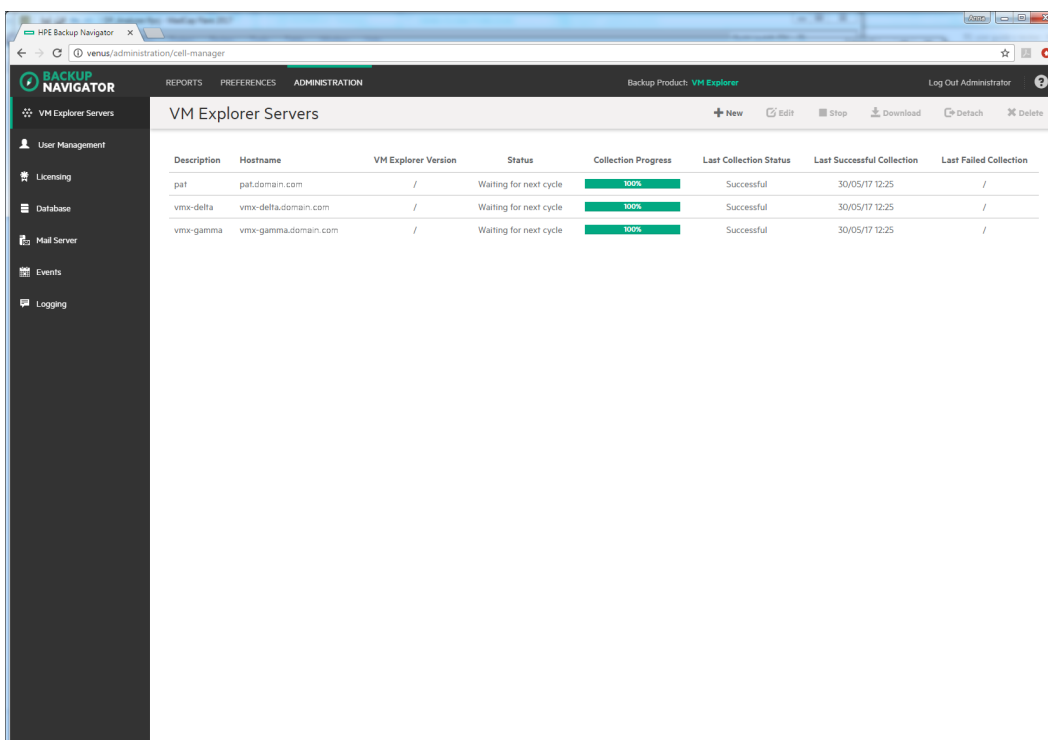 HPE Backup Navigator
venus/administration/cell-manager
BACKUP NAVIGATOR
REPORTS PREFERENCES ADMINISTRATION Backup Product: VM Explorer Log Out Administrator ?
VM Explorer Servers
User Management
Licensing
Database
Mail Server
Events
Logging
VM Explorer Servers New Edit Stop Download Detach Delete
Description Hostname VM Explorer Version Status Collection Progress Last Collection Status Last Successful Collection Last Failed Collection
pat pat.domain.com / Waiting for next cycle 100% Successful 30/05/17 12:25 /
vmx-delta vmx-delta.domain.com / Waiting for next cycle 100% Successful 30/05/17 12:25 /
vmx-gamma vmx-gamma.domain.com / Waiting for next cycle 100% Successful 30/05/17 12:25 /